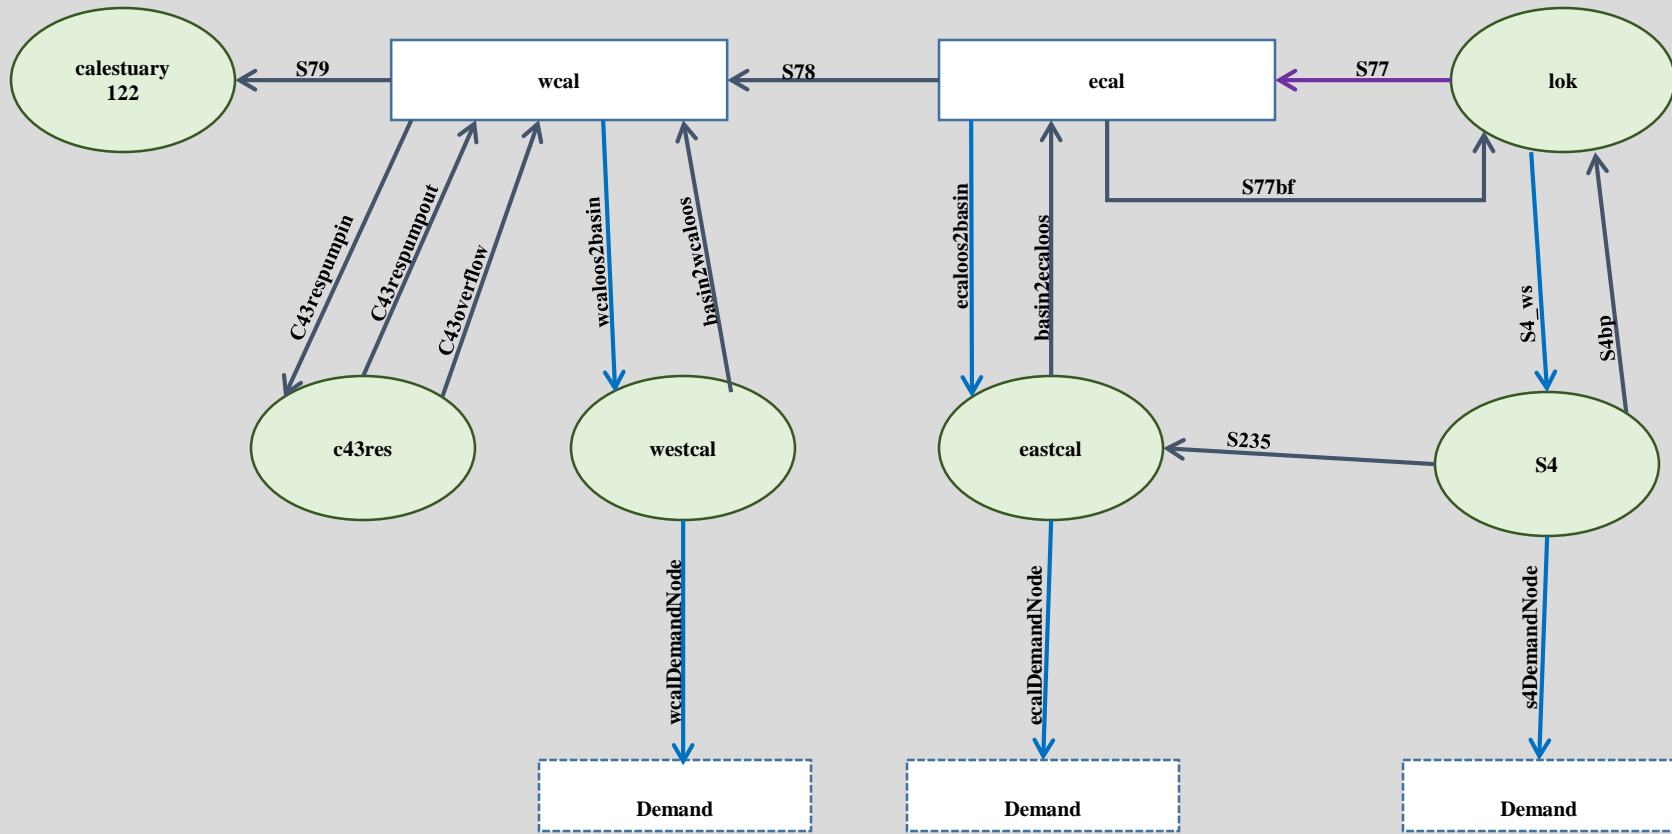 calestuary
122
S79
wcal
S78
ecal
S77
lok
S77bf
C43respumpin
C43respumpout
C43overflow
wcaloos2basin
basin2wcaloos
ecaloos2basin
basin2ecaloos
S4_ws
S4bp
c43res
westcal
eastcal
S235
S4
wcalDemandNode
ecalDemandNode
s4DemandNode
Demand
Demand
Demand